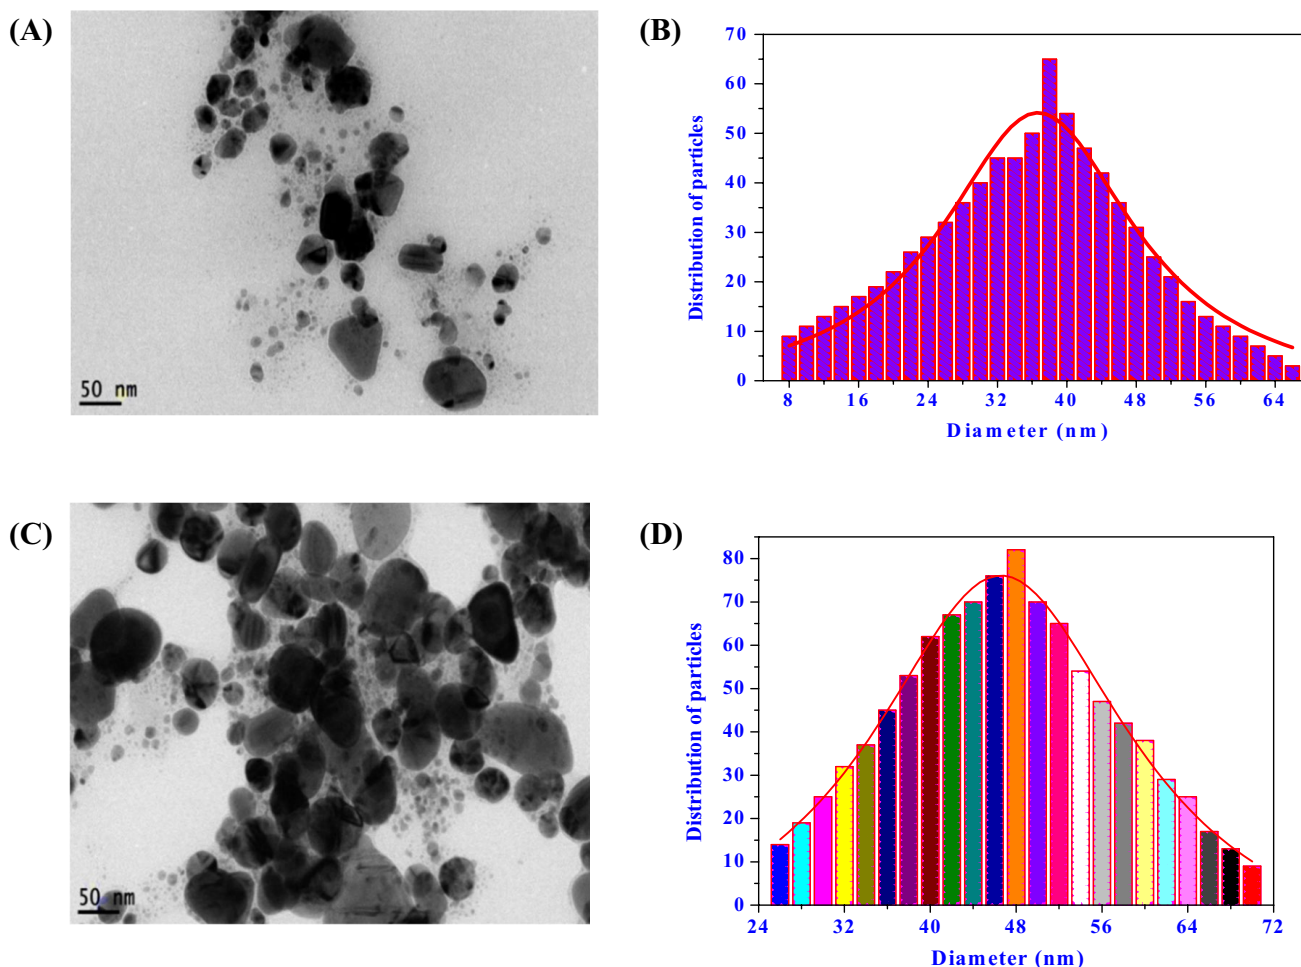 (A)
50 nm
(B)
Distribution of particles
70
60
50
40
30
20
10
0
8 16 24 32 40 48 56 64
Diameter (nm)
(C)
50 nm
(D)
Distribution of particles
80
70
60
50
40
30
20
10
0
24 32 40 48 56 64 72
Diameter (nm)